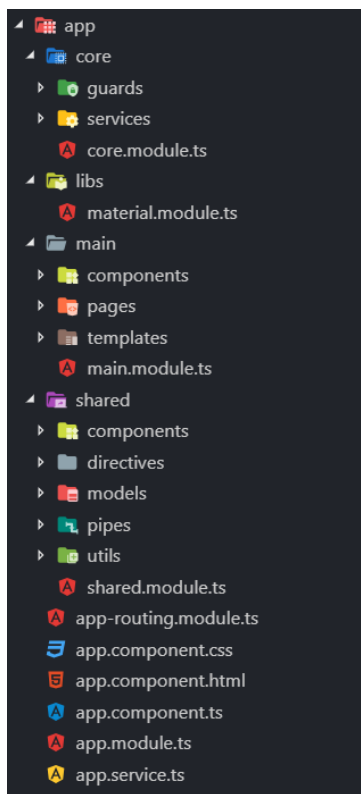 app
core
guards
services
core.module.ts
libs
material.module.ts
main
components
pages
templates
main.module.ts
shared
components
directives
models
pipes
utils
shared.module.ts
app-routing.module.ts
app.component.css
app.component.html
app.component.ts
app.module.ts
app.service.ts